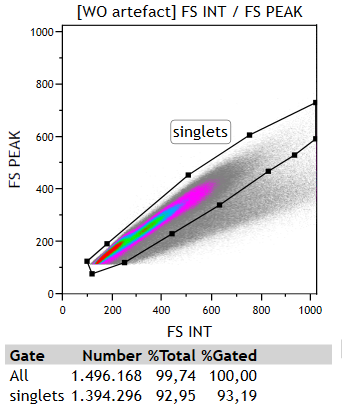 [WO artefact] FS INT / FS PEAK
1000
800
600
400
200
0
FS PEAK
singlets
0 200 400 600 800 1000
FS INT
Gate Number %Total %Gated
All 1.496.168 99,74 100,00
singlets 1.394.296 92,95 93,19